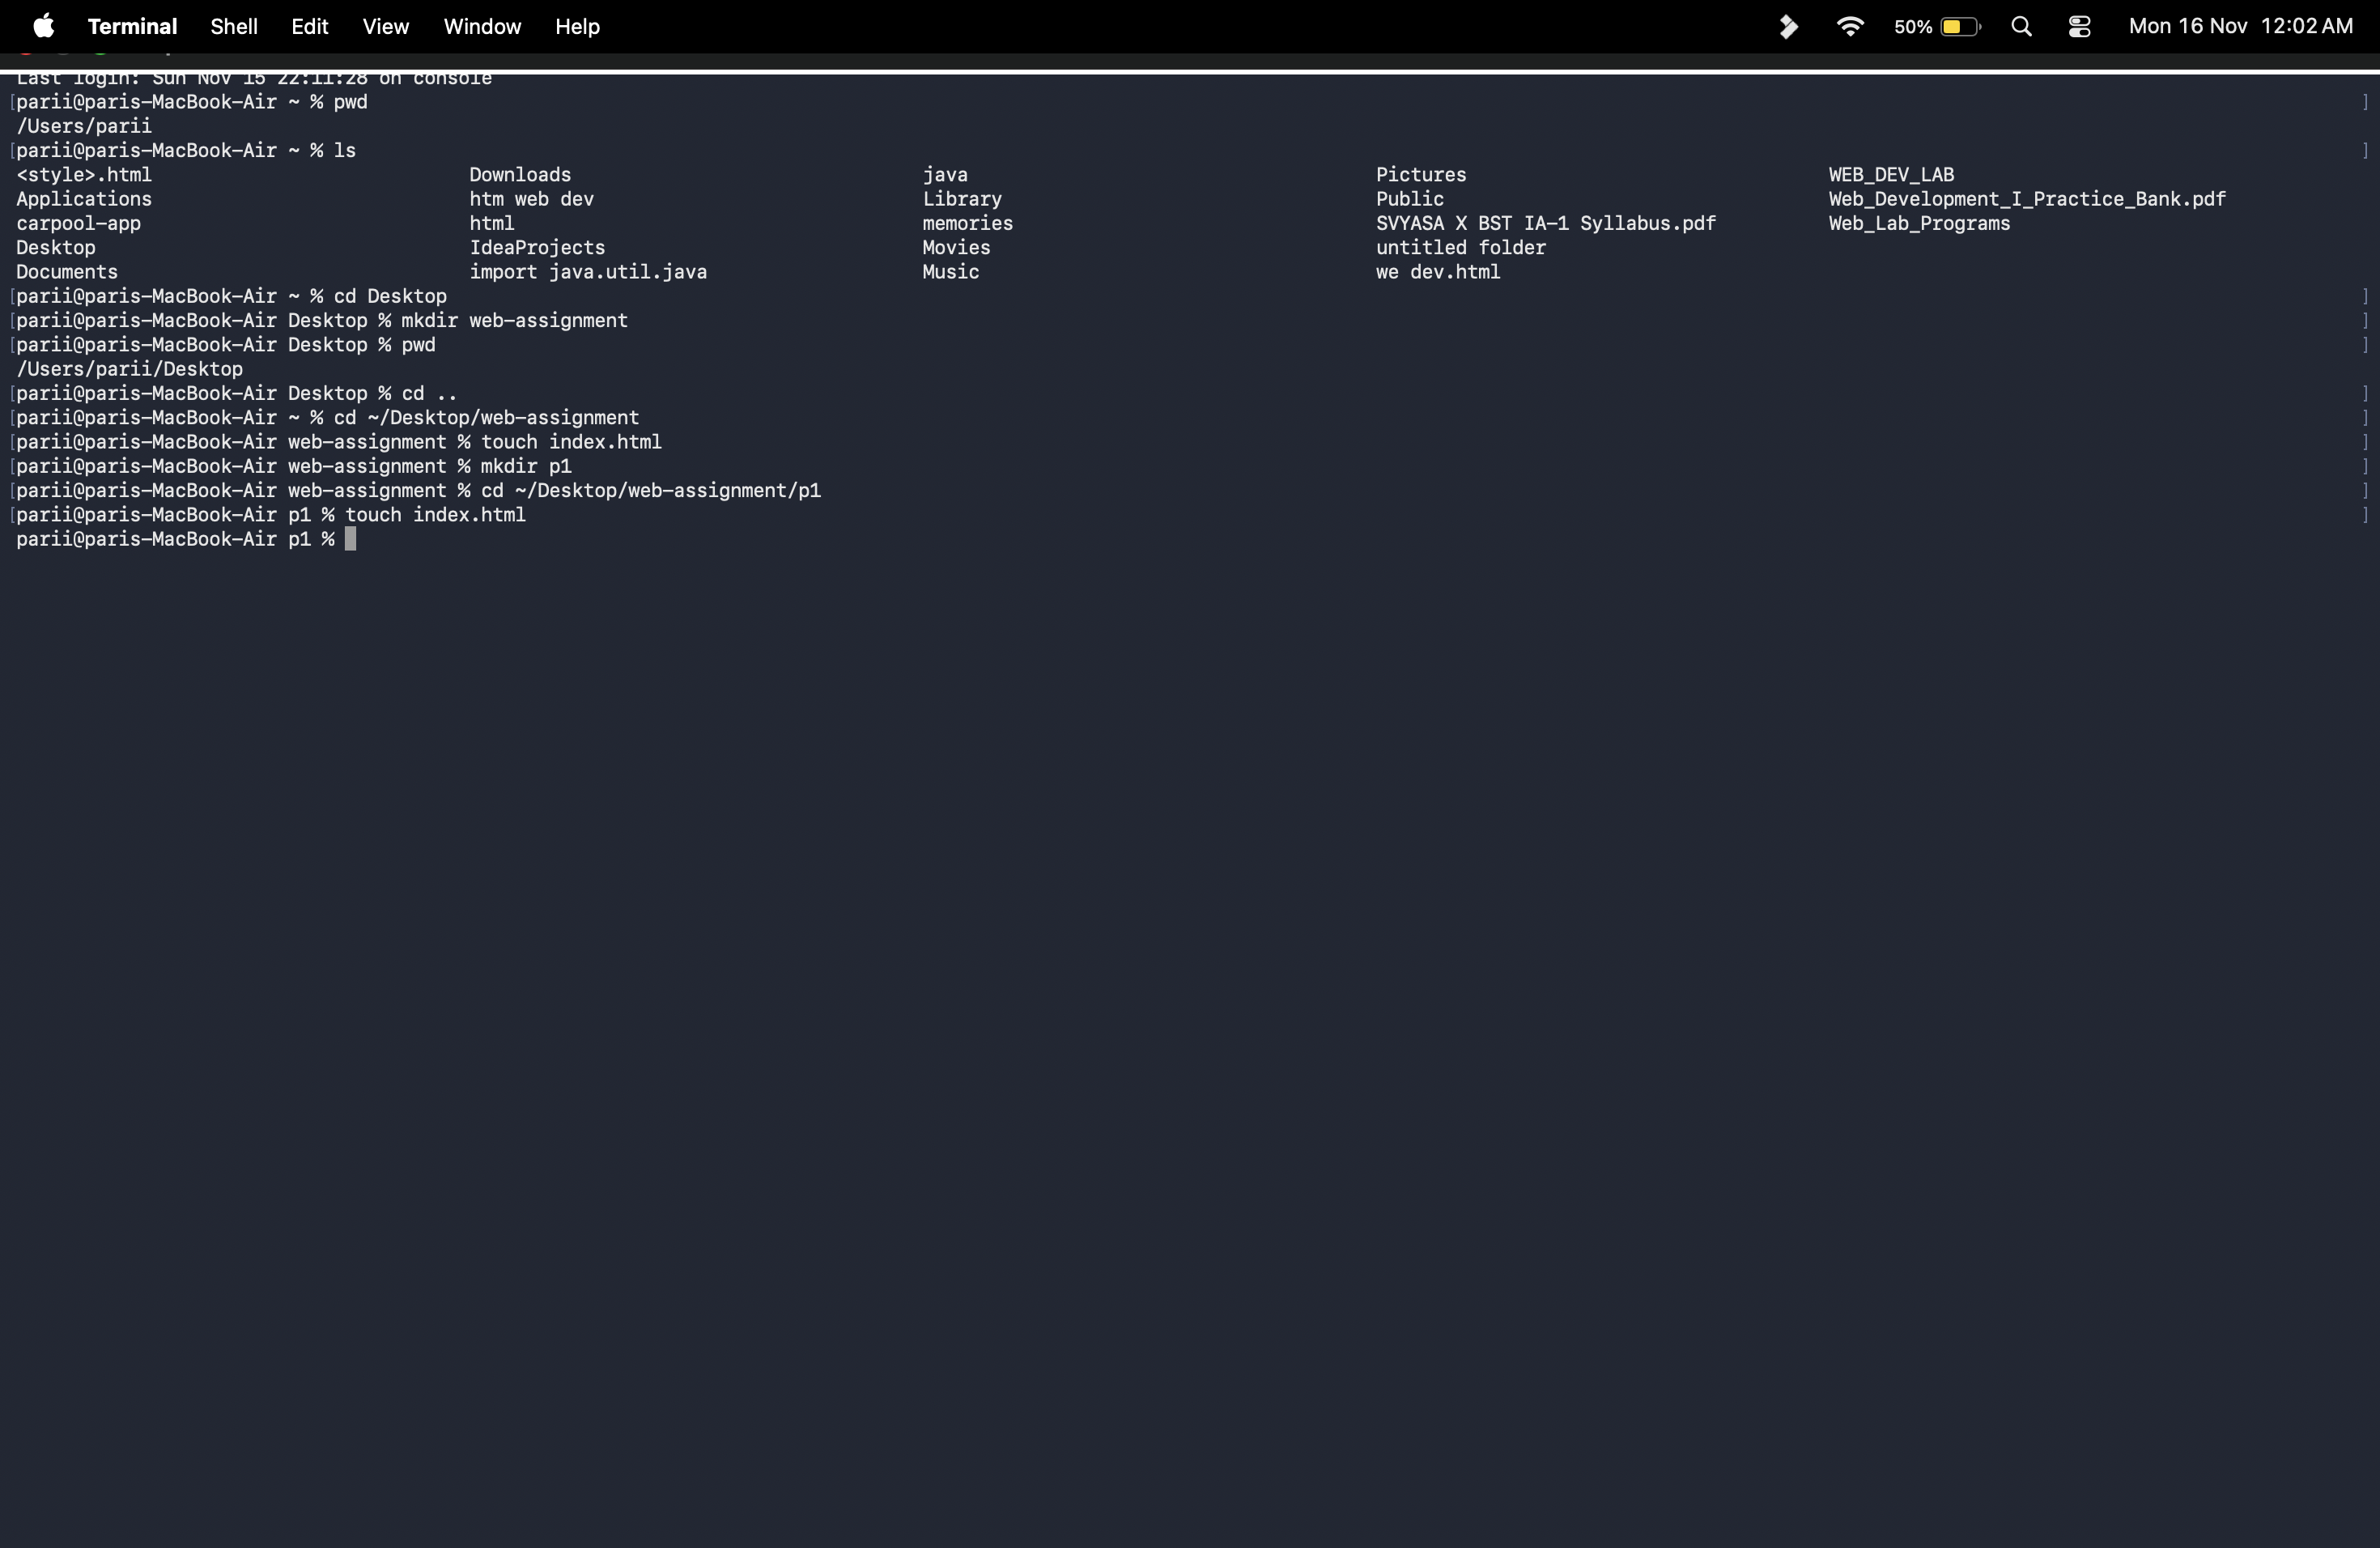 Terminal Shell Edit View Window Help 50% Mon 16 Nov 12:02 AM
Last login: Sun Nov 15 22:11:28 on console
[parii@paris-MacBook-Air ~ % pwd ]
/Users/parii
[parii@paris-MacBook-Air ~ % ls ]
<style>.html Downloads java Pictures WEB_DEV_LAB
Applications htm web dev Library Public Web_Development_I_Practice_Bank.pdf
carpool-app html memories SVYASA X BST IA-1 Syllabus.pdf Web_Lab_Programs
Desktop IdeaProjects Movies untitled folder
Documents import java.util.java Music we dev.html
[parii@paris-MacBook-Air ~ % cd Desktop ]
[parii@paris-MacBook-Air Desktop % mkdir web-assignment ]
[parii@paris-MacBook-Air Desktop % pwd ]
/Users/parii/Desktop
[parii@paris-MacBook-Air Desktop % cd .. ]
[parii@paris-MacBook-Air ~ % cd ~/Desktop/web-assignment ]
[parii@paris-MacBook-Air web-assignment % touch index.html ]
[parii@paris-MacBook-Air web-assignment % mkdir p1 ]
[parii@paris-MacBook-Air web-assignment % cd ~/Desktop/web-assignment/p1 ]
[parii@paris-MacBook-Air p1 % touch index.html ]
parii@paris-MacBook-Air p1 %